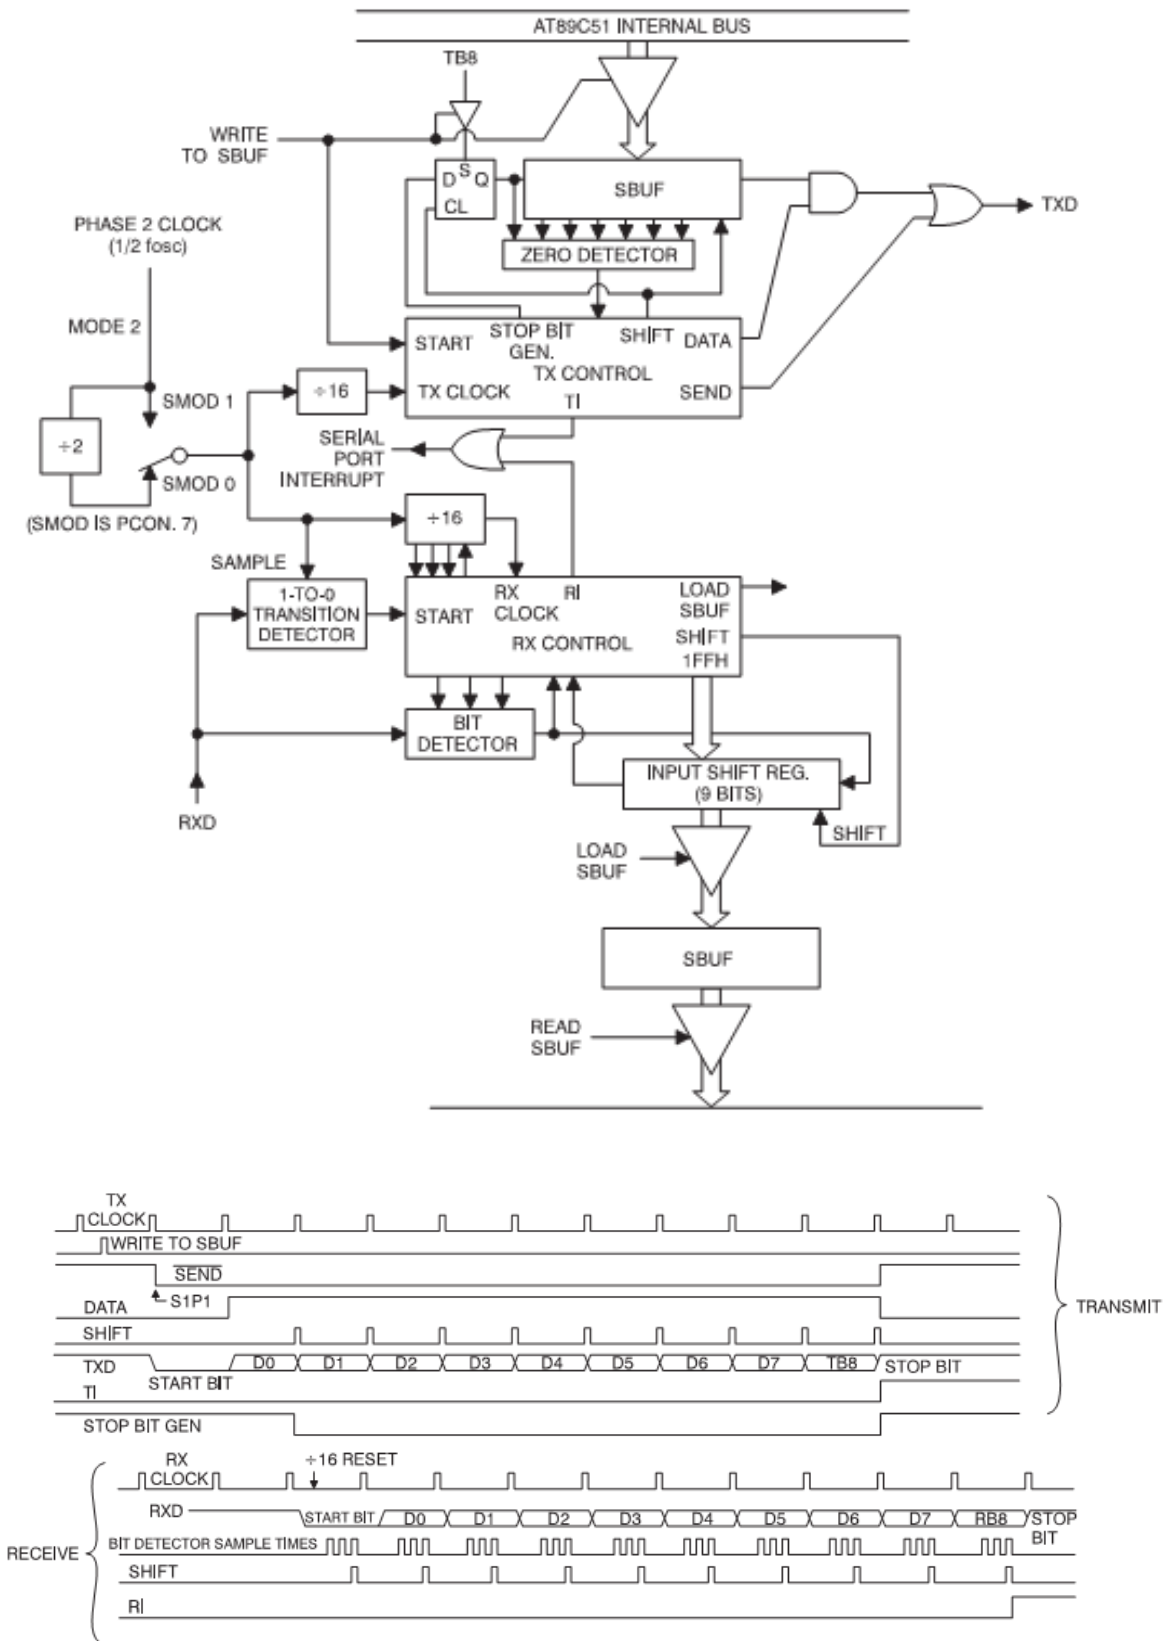 AT89C51 INTERNAL BUS
TB8
WRITE
TO SBUF
D S Q
CL
SBUF
TXD
PHASE 2 CLOCK
(1/2 fosc)
ZERO DETECTOR
MODE 2
START
STOP BIT
GEN.
SHIFT
DATA
TX CONTROL
SMOD 1
÷16
TX CLOCK
TI
SEND
÷2
SERIAL
PORT
INTERRUPT
SMOD 0
(SMOD IS PCON. 7)
÷16
SAMPLE
1-TO-0
TRANSITION
DETECTOR
START
RX
CLOCK
RI
LOAD
SBUF
RX CONTROL
SHIFT
1FFH
BIT
DETECTOR
INPUT SHIFT REG.
(9 BITS)
RXD
SHIFT
LOAD
SBUF
SBUF
READ
SBUF
TX
CLOCK
WRITE TO SBUF
SEND
S1P1
DATA
TRANSMIT
SHIFT
TXD D0 D1 D2 D3 D4 D5 D6 D7 TB8 STOP BIT
START BIT
TI
STOP BIT GEN
RX
CLOCK
÷16 RESET
RXD START BIT D0 D1 D2 D3 D4 D5 D6 D7 RB8 STOP
BIT
BIT DETECTOR SAMPLE TIMES
RECEIVE
SHIFT
RI